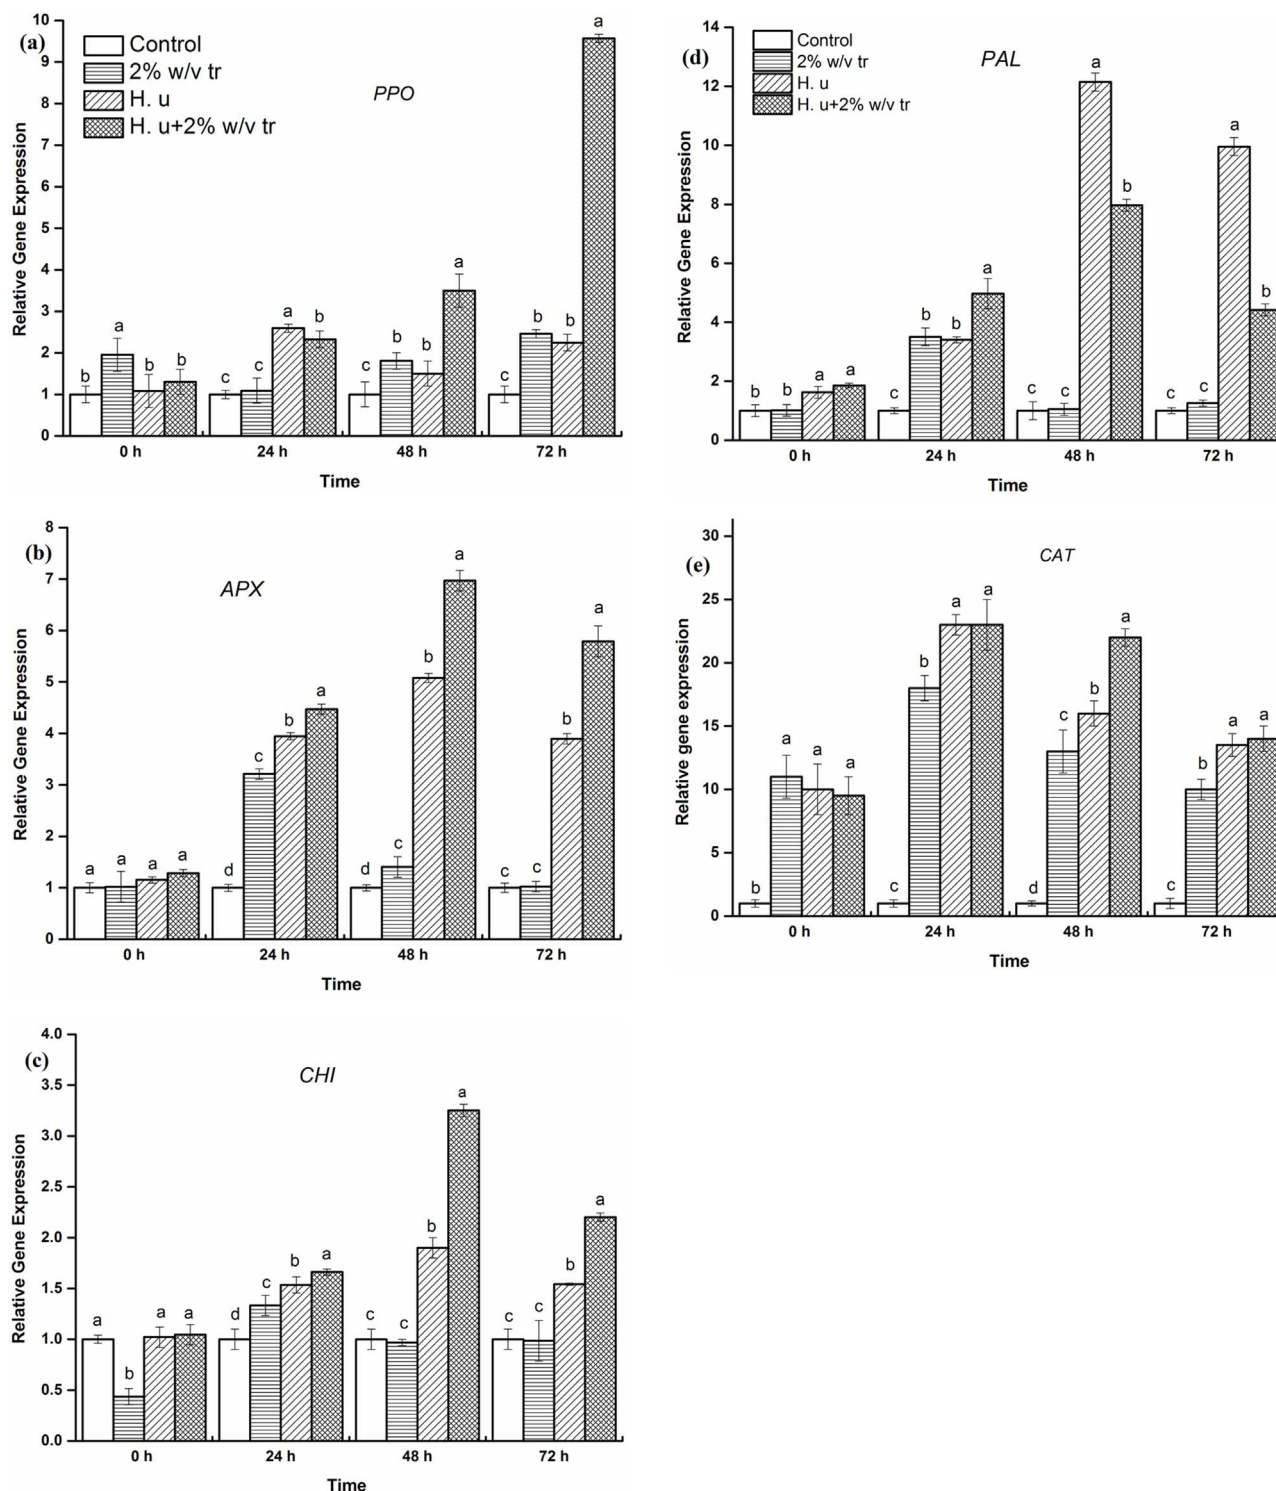 (a)
PPO
Control
2% w/v tr
H. u
H. u+2% w/v tr
Relative Gene Expression
10
9
8
7
6
5
4
3
2
1
0
b a b b
c c a b
c b b a
c b b a
0 h 24 h 48 h 72 h
Time
(d)
PAL
Control
2% w/v tr
H. u
H. u+2% w/v tr
Relative Gene Expression
14
12
10
8
6
4
2
0
b b a a
c b b a
c c a b
c c a b
0 h 24 h 48 h 72 h
Time
(b)
APX
Relative Gene Expression
8
7
6
5
4
3
2
1
0
a a a a
d c b a
d c b a
c c b a
0 h 24 h 48 h 72 h
Time
(e)
CAT
Relative gene expression
30
25
20
15
10
5
0
b a a a
c b a a
d c b a
c b a a
0 h 24 h 48 h 72 h
Time
(c)
CHI
Relative Gene Expression
4.0
3.5
3.0
2.5
2.0
1.5
1.0
0.5
0.0
a b a a
d c b a
c c b a
c c b a
0 h 24 h 48 h 72 h
Time